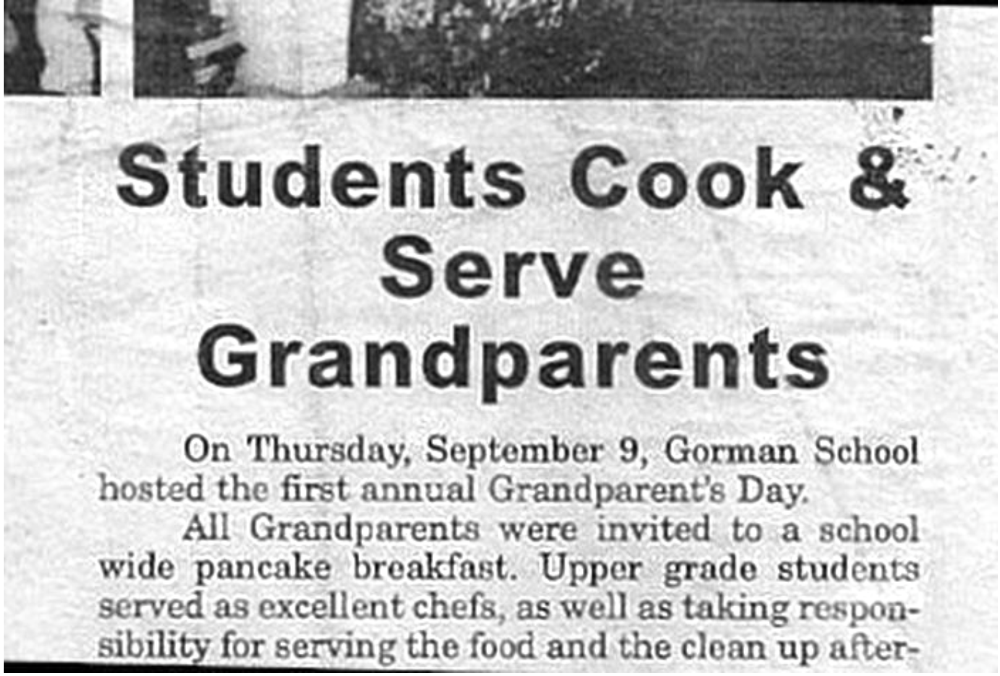 Students Cook &
Serve
Grandparents
On Thursday, September 9, Gorman School
hosted the first annual Grandparent's Day.
All Grandparents were invited to a school
wide pancake breakfast. Upper grade students
served as excellent chefs, as well as taking respon-
sibility for serving the food and the clean up after-